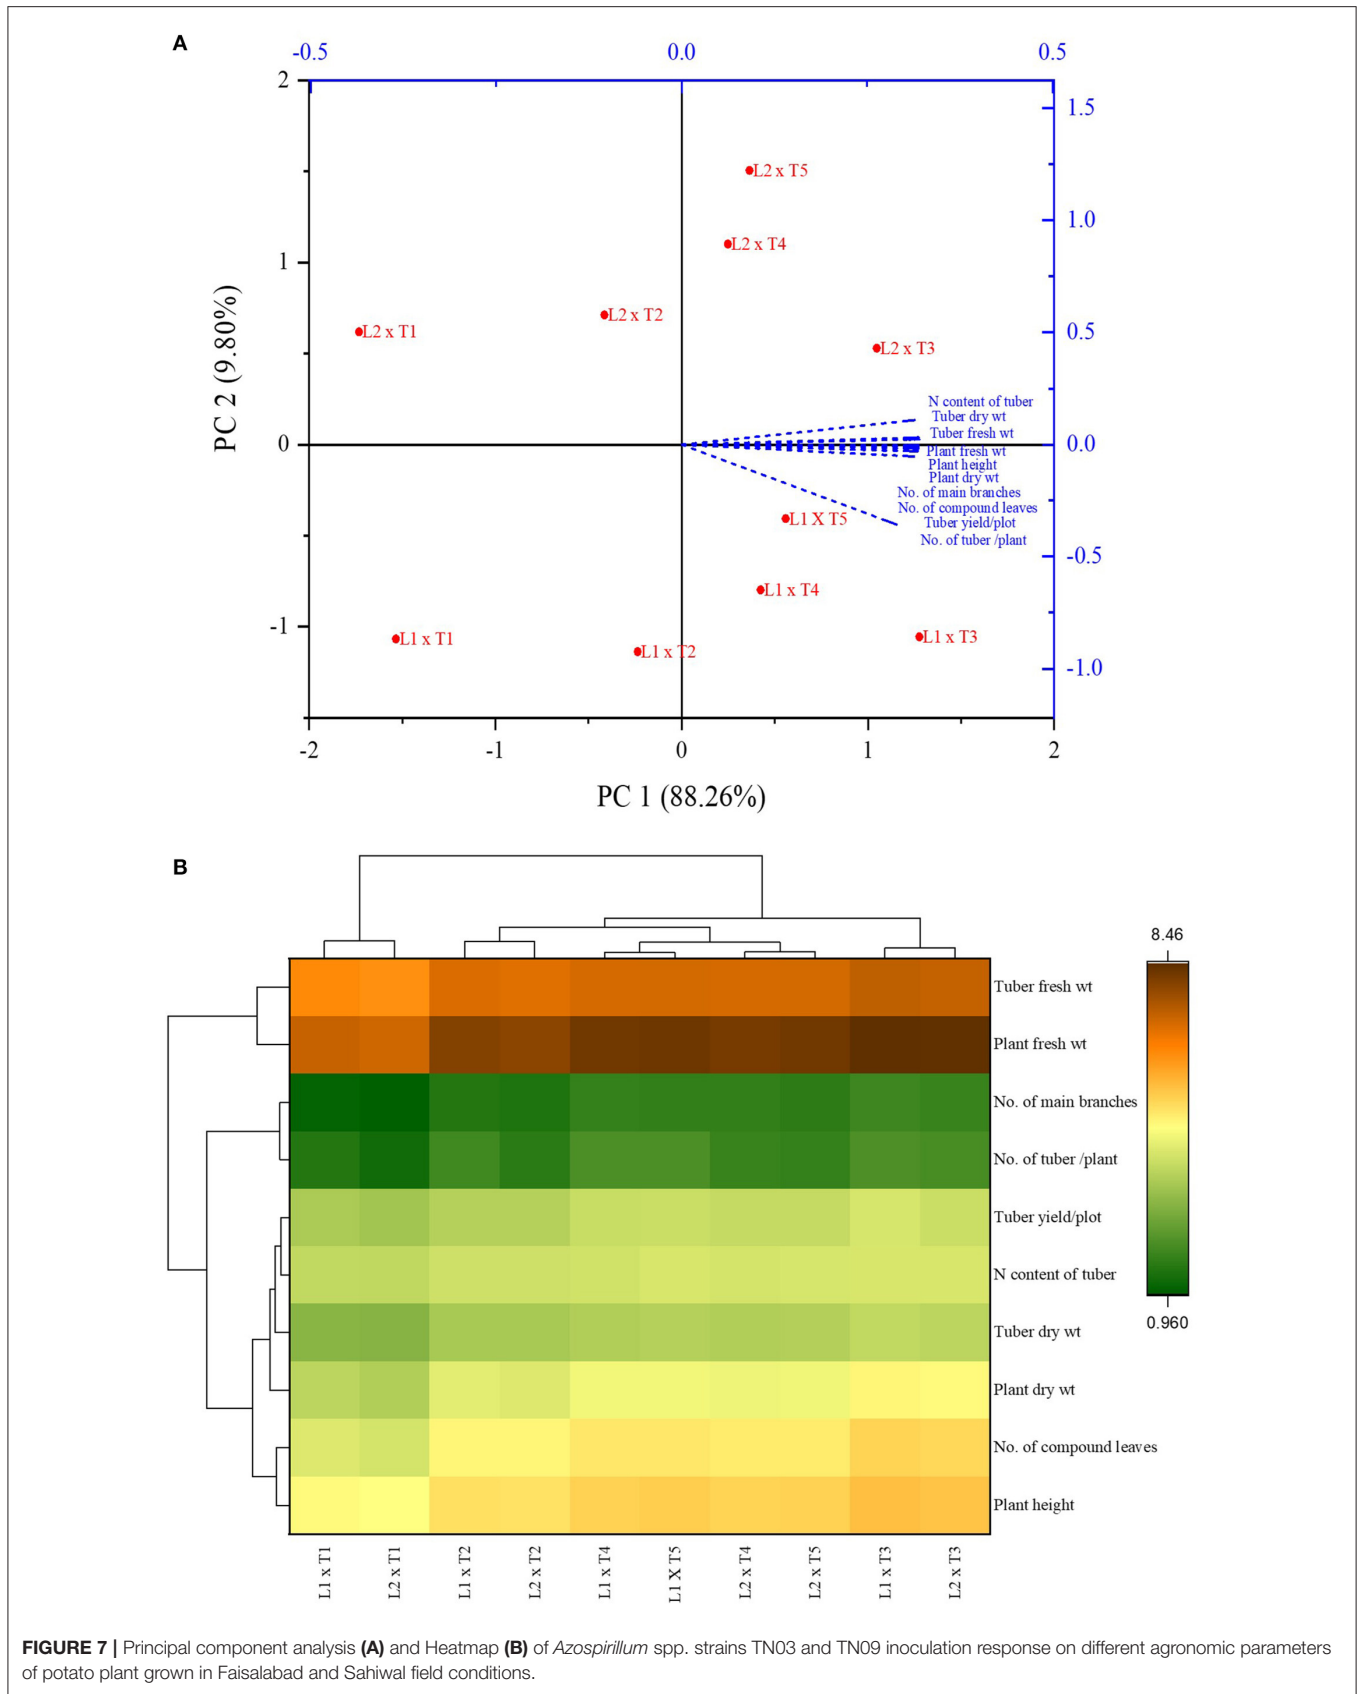 A
-0.5 0.0 0.5
2
1.5
L2 x T5
1.0
L2 x T4
1
L2 x T2
L2 x T1
0.5
L2 x T3
PC 2 (9.80%)
N content of tuber
Tuber dry wt
Tuber fresh wt
0
0.0
Plant fresh wt
Plant height
Plant dry wt
No. of main branches
No. of compound leaves
Tuber yield/plot
No. of tuber /plant
L1 X T5
-0.5
L1 x T4
-1
L1 x T1
L1 x T2
L1 x T3
-1.0
-2 -1 0 1 2
PC 1 (88.26%)
B
8.46
0.960
Tuber fresh wt
Plant fresh wt
No. of main branches
No. of tuber /plant
Tuber yield/plot
N content of tuber
Tuber dry wt
Plant dry wt
No. of compound leaves
Plant height
L1 x T1
L2 x T1
L1 x T2
L2 x T2
L1 x T4
L1 X T5
L2 x T4
L2 x T5
L1 x T3
L2 x T3
FIGURE 7 | Principal component analysis (A) and Heatmap (B) of Azospirillum spp. strains TN03 and TN09 inoculation response on different agronomic parameters
of potato plant grown in Faisalabad and Sahiwal field conditions.